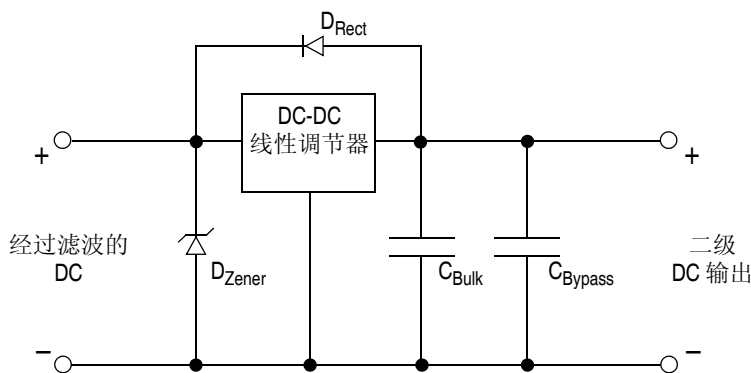 DRect
DC-DC
线性调节器
+
+
经过滤波的
DC
DZener
CBulk
CBypass
二级
DC 输出
−
−